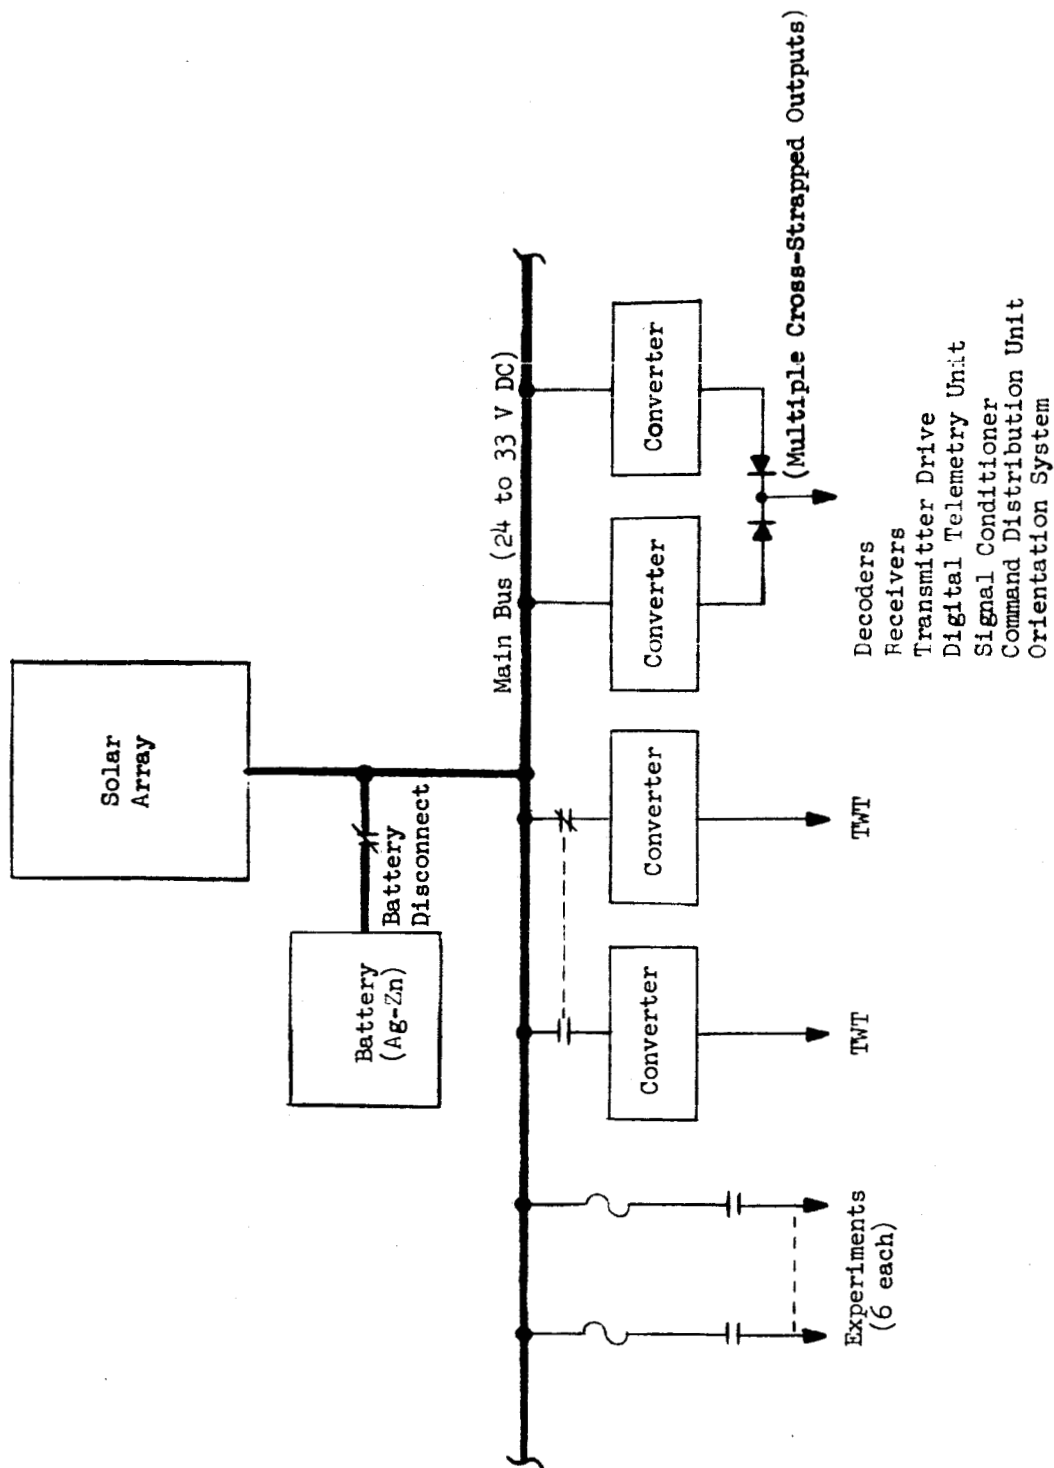 Solar
Array
Battery
(Ag-Zn)
Battery
Disconnect
Main Bus (24 to 33 V DC)
Converter
Converter
Converter
Converter
(Multiple Cross-Strapped Outputs)
Experiments
(6 each)
TWT
TWT
Decoders
Receivers
Transmitter Drive
Digital Telemetry Unit
Signal Conditioner
Command Distribution Unit
Orientation System